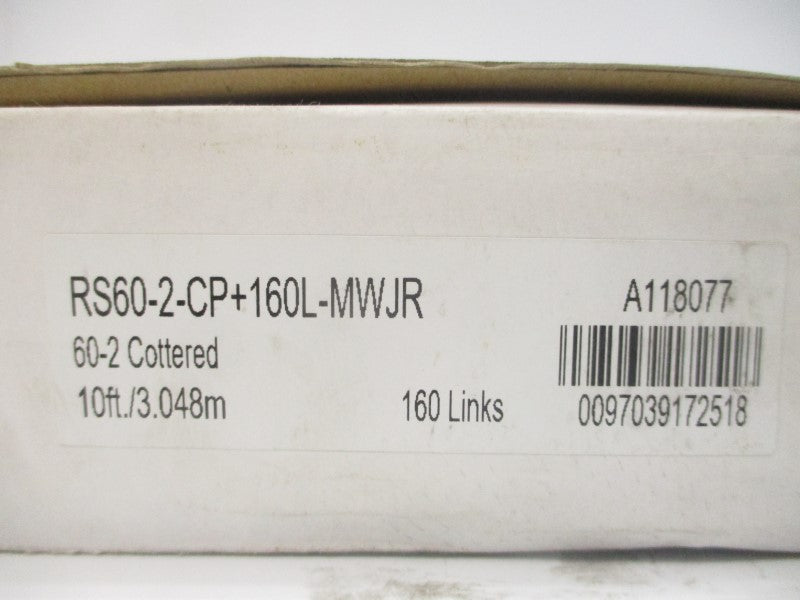 RS60-2-CP+160L-MWJR
A118077
60-2 Cottered
10ft./3.048m
160 Links
0097039172518